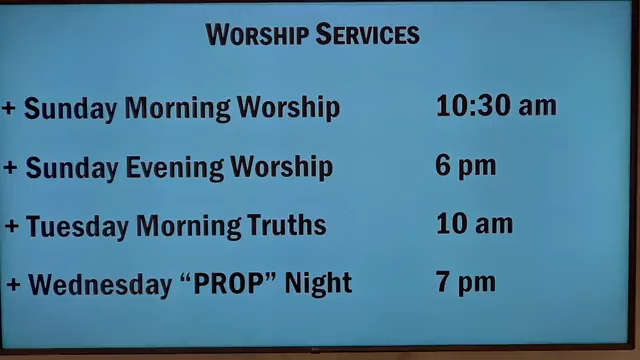 WORSHIP SERVICES
+ Sunday Morning Worship 10:30 am
+ Sunday Evening Worship 6 pm
+ Tuesday Morning Truths 10 am
+ Wednesday “PROP” Night 7 pm